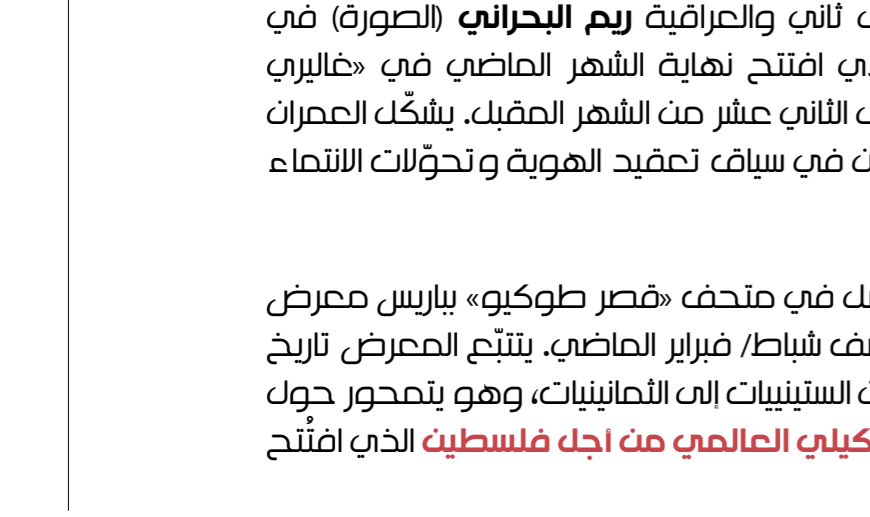 ثاني والعراقية ريم البحراني (الصورة) في
افتتح نهاية الشهر الماضي في «غاليري
الثاني عشر من الشهر المقبل. يشكّل العمران
في سياق تعقيد الهوية وتحوّلات الانتماء
في متحف «قصر طوكيو» بباريس معرض
شباط/ فبراير الماضي. يتتبّع المعرض تاريخ
الستينييات إلى الثمانينيات، وهو يتمحور حول
العالمي من أجل فلسطين الذي افتُتح